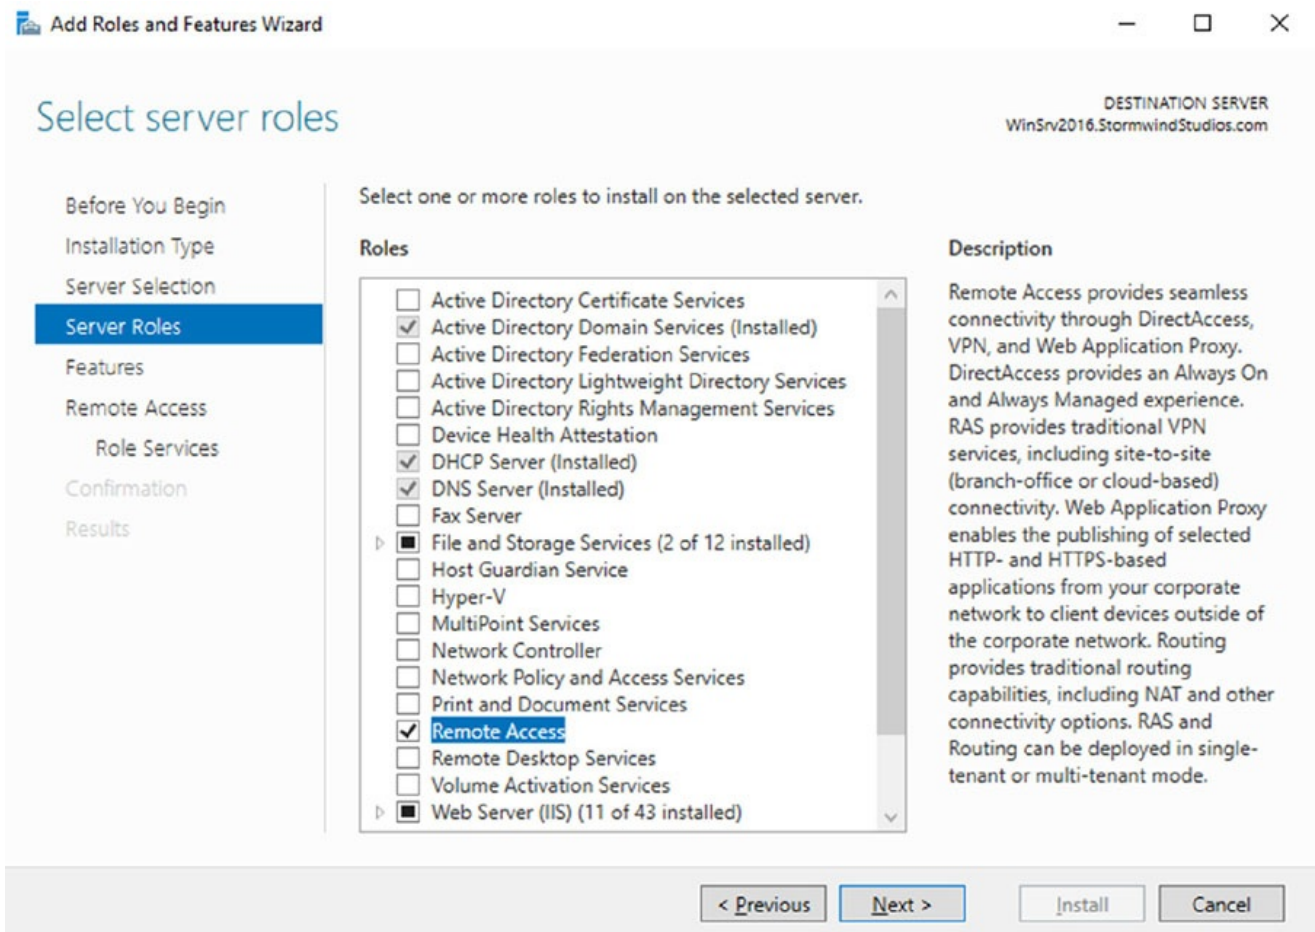 Add Roles and Features Wizard
Select server roles
DESTINATION SERVER
WinSrv2016.StormwindStudios.com
Before You Begin
Installation Type
Server Selection
Server Roles
Features
Remote Access
Role Services
Confirmation
Results
Select one or more roles to install on the selected server.
Roles
Active Directory Certificate Services
Active Directory Domain Services (Installed)
Active Directory Federation Services
Active Directory Lightweight Directory Services
Active Directory Rights Management Services
Device Health Attestation
DHCP Server (Installed)
DNS Server (Installed)
Fax Server
File and Storage Services (2 of 12 installed)
Host Guardian Service
Hyper-V
MultiPoint Services
Network Controller
Network Policy and Access Services
Print and Document Services
Remote Access
Remote Desktop Services
Volume Activation Services
Web Server (IIS) (11 of 43 installed)
Description
Remote Access provides seamless
connectivity through DirectAccess,
VPN, and Web Application Proxy.
DirectAccess provides an Always On
and Always Managed experience.
RAS provides traditional VPN
services, including site-to-site
(branch-office or cloud-based)
connectivity. Web Application Proxy
enables the publishing of selected
HTTP- and HTTPS-based
applications from your corporate
network to client devices outside of
the corporate network. Routing
provides traditional routing
capabilities, including NAT and other
connectivity options. RAS and
Routing can be deployed in single-
tenant or multi-tenant mode.
< Previous
Next >
Install
Cancel